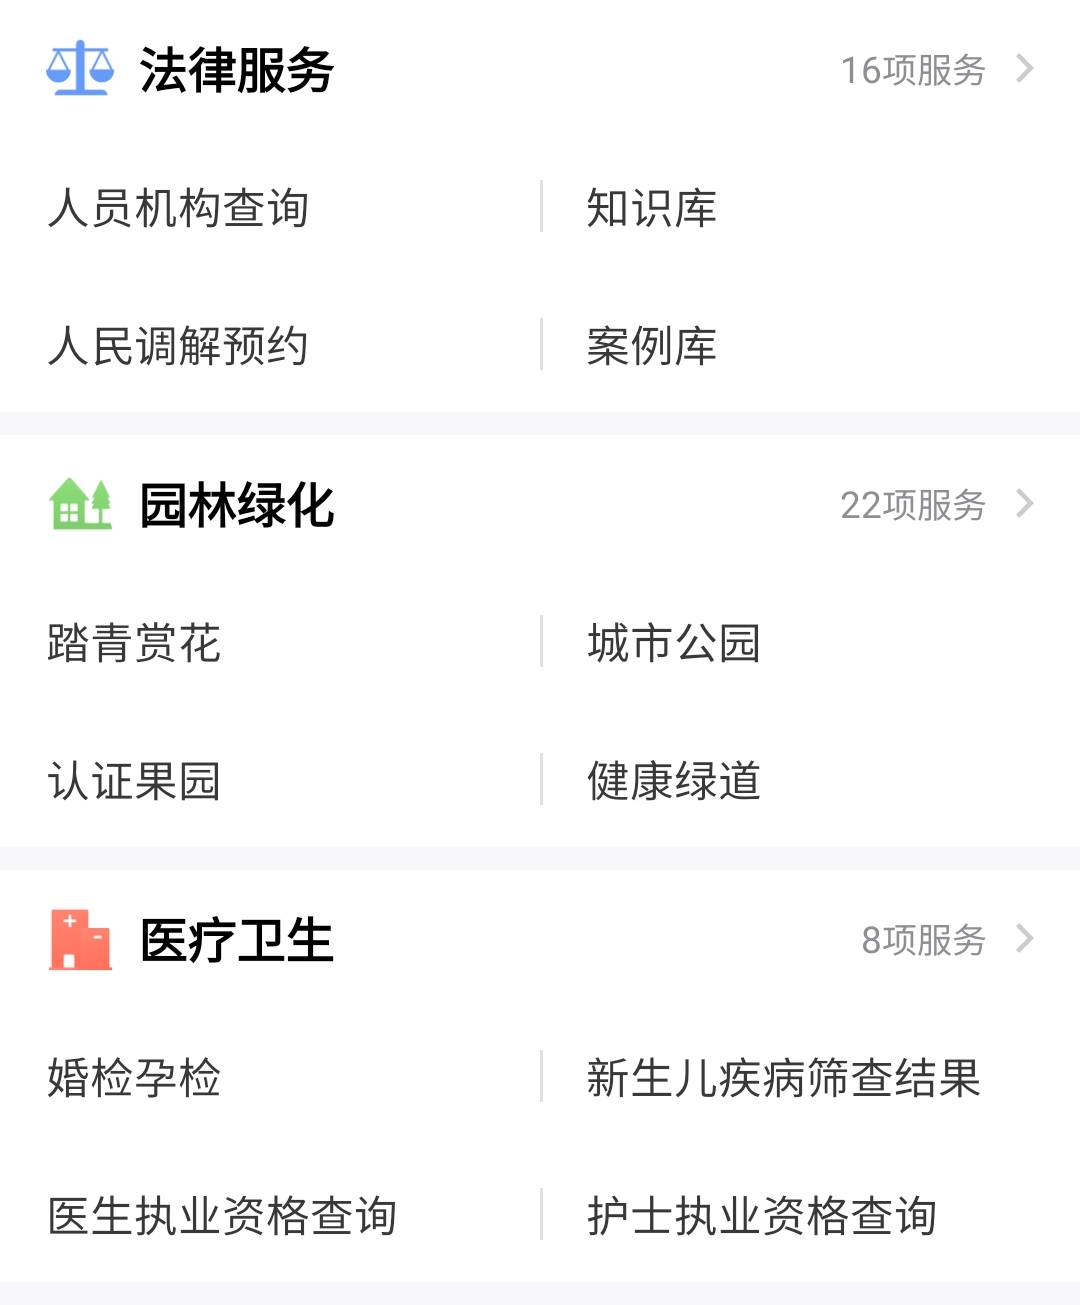 法律服务 16项服务
人员机构查询 知识库
人民调解预约 案例库
园林绿化 22项服务
踏青赏花 城市公园
认证果园 健康绿道
医疗卫生 8项服务
婚检孕检 新生儿疾病筛查结果
医生执业资格查询 护士执业资格查询